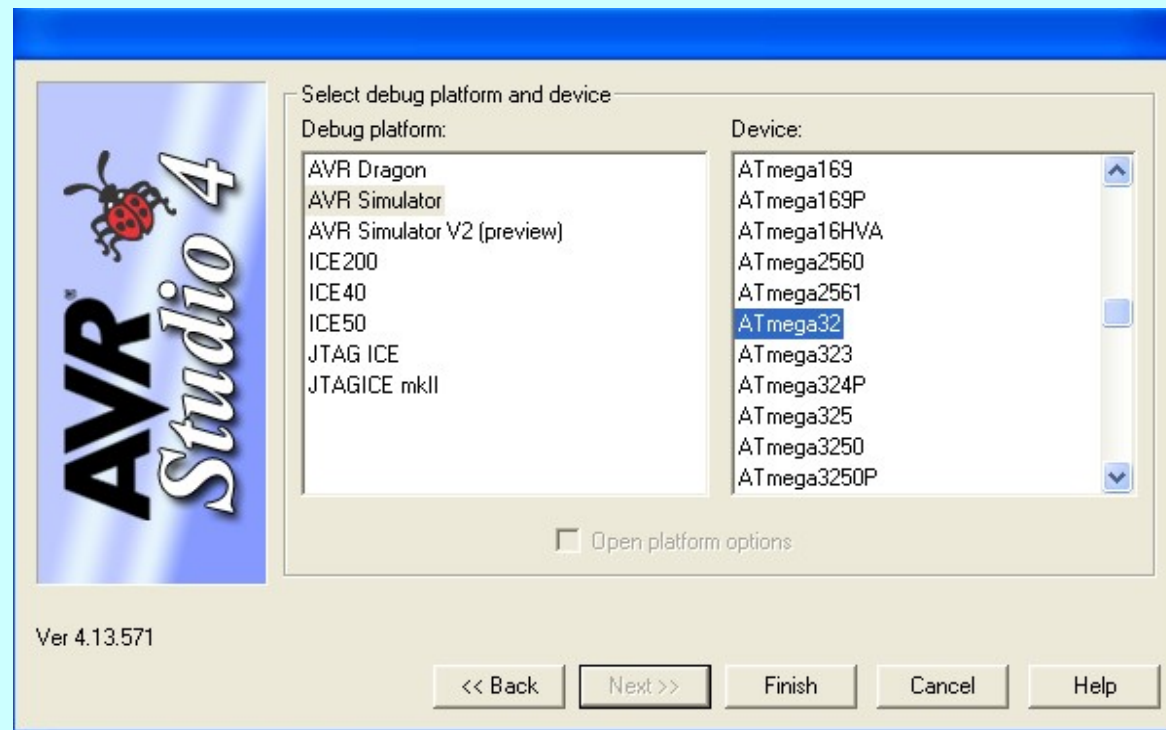 AVR® Studio 4
Select debug platform and device
Debug platform:
AVR Dragon
AVR Simulator
AVR Simulator V2 (preview)
ICE200
ICE40
ICE50
JTAG ICE
JTAGICE mkII
Device:
ATmega169
ATmega169P
ATmega16HVA
ATmega2560
ATmega2561
ATmega32
ATmega323
ATmega324P
ATmega325
ATmega3250
ATmega3250P
Open platform options
Ver 4.13.571
<< Back Next >> Finish Cancel Help